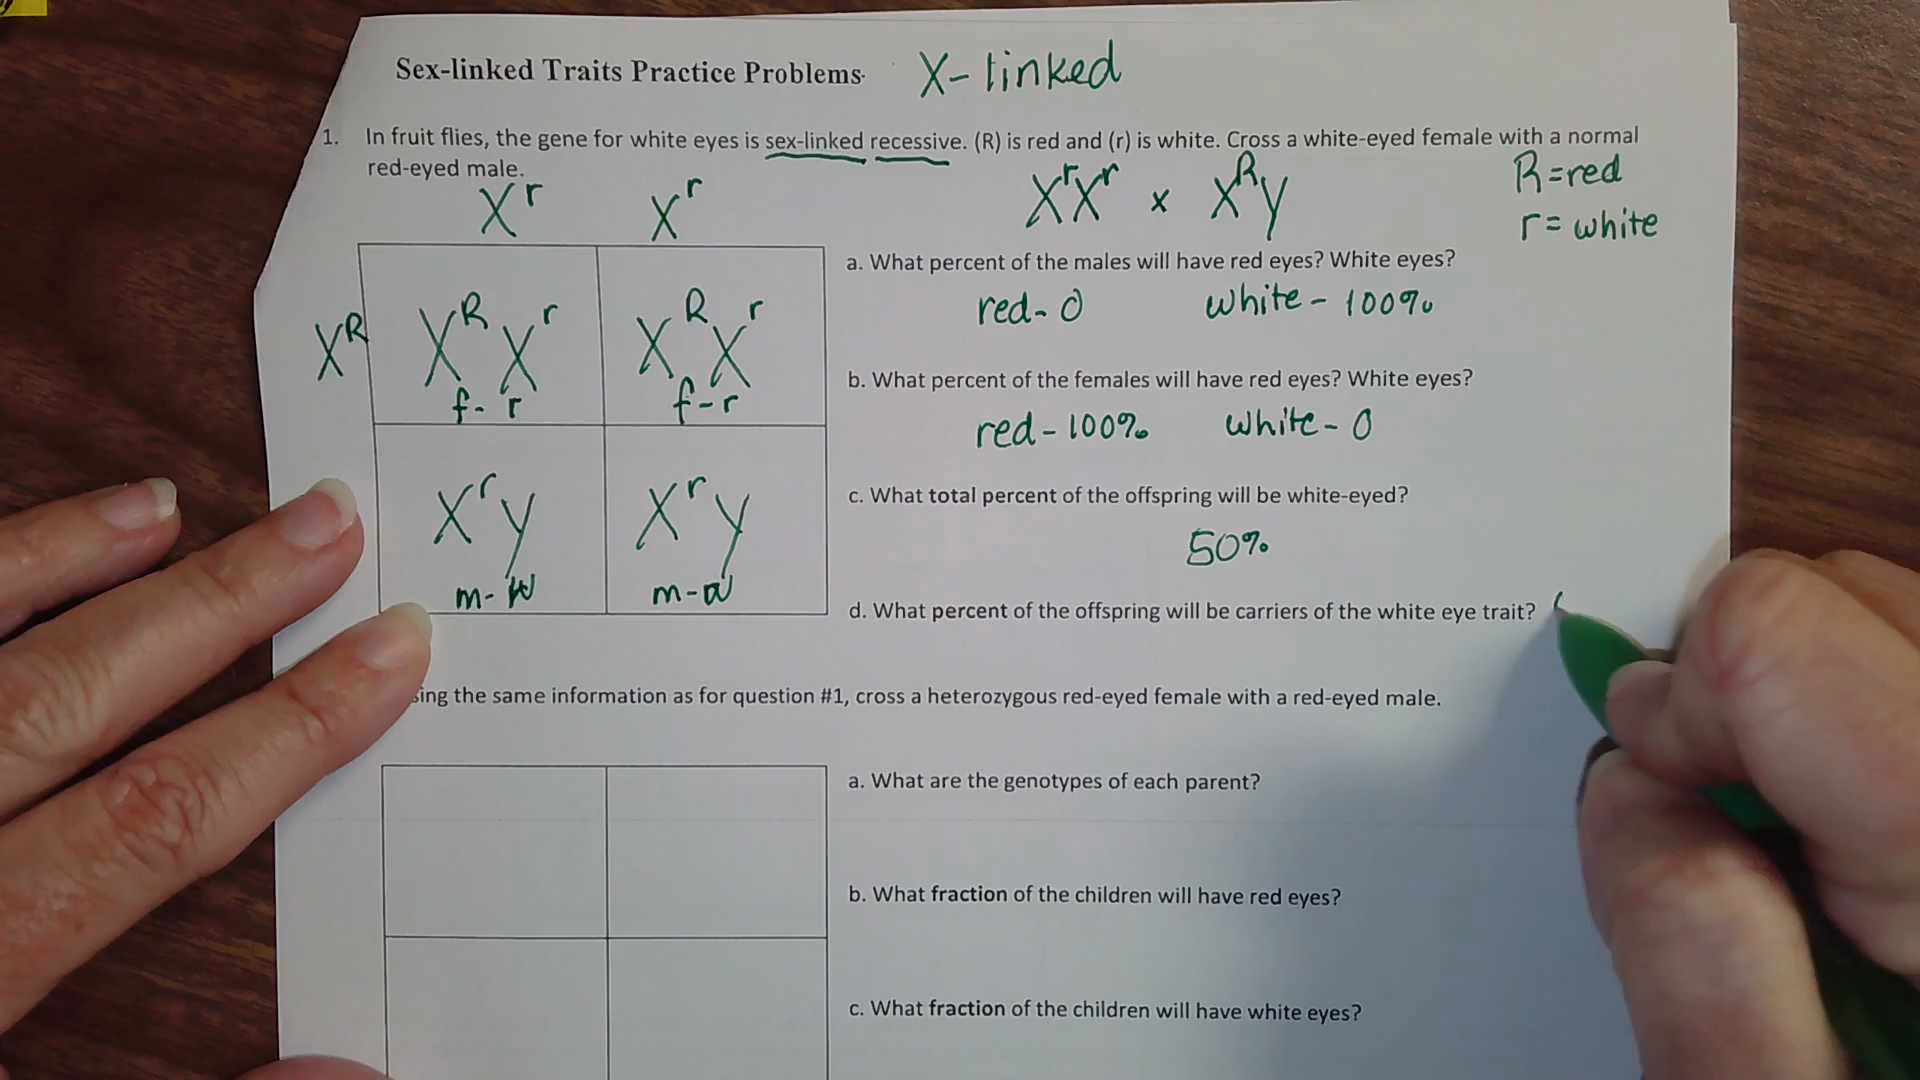 Sex-linked Traits Practice Problems X-linked
1. In fruit flies, the gene for white eyes is sex-linked recessive. (R) is red and (r) is white. Cross a white-eyed female with a normal
red-eyed male.
R=red
X^r X^r
X^rX^r x X^Ry
r= white
a. What percent of the males will have red eyes? White eyes?
red- 0 white- 100%
X^R
X^RX^r
f- r
X^RX^r
f-r
b. What percent of the females will have red eyes? White eyes?
red-100% white- 0
X^ry
m-w
X^ry
m-w
c. What total percent of the offspring will be white-eyed?
50%
d. What percent of the offspring will be carriers of the white eye trait?
ing the same information as for question #1, cross a heterozygous red-eyed female with a red-eyed male.
a. What are the genotypes of each parent?
b. What fraction of the children will have red eyes?
c. What fraction of the children will have white eyes?